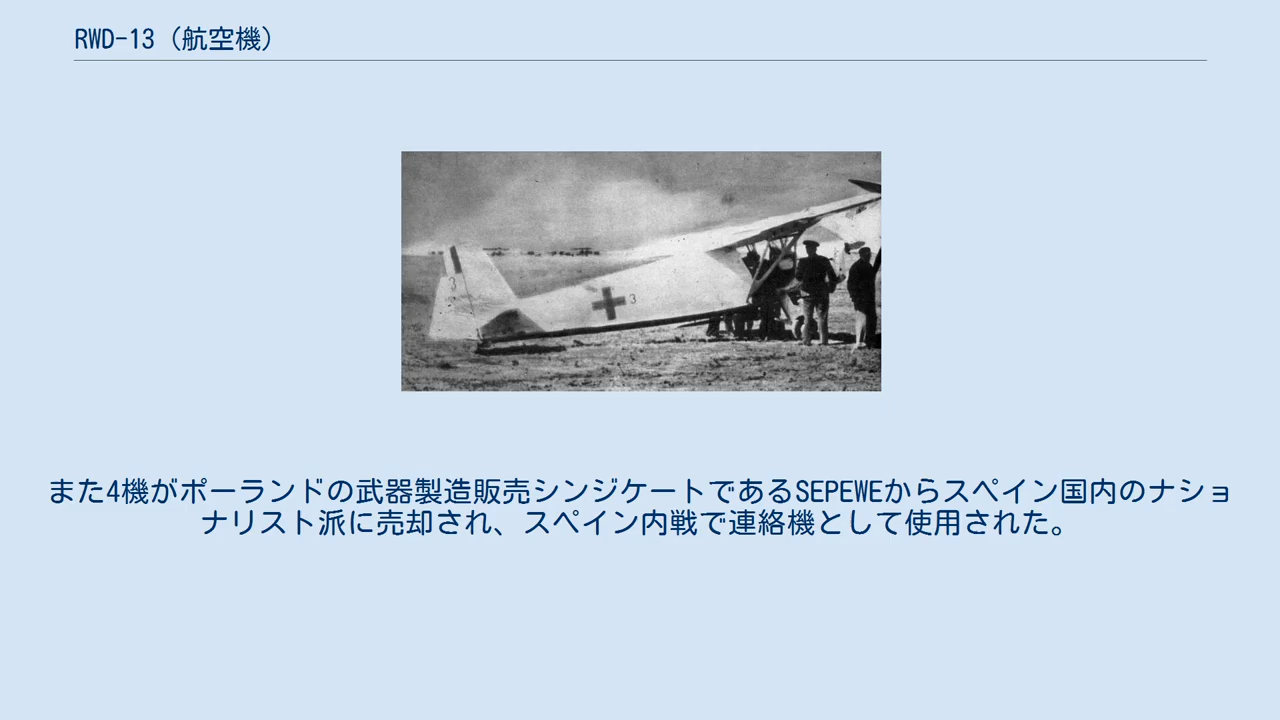 RWD-13（航空機）
3
3
また4機がポーランドの武器製造販売シンジケートであるSEPEWEからスペイン国内のナショ
ナリスト派に売却され、スペイン内戦で連絡機として使用された。